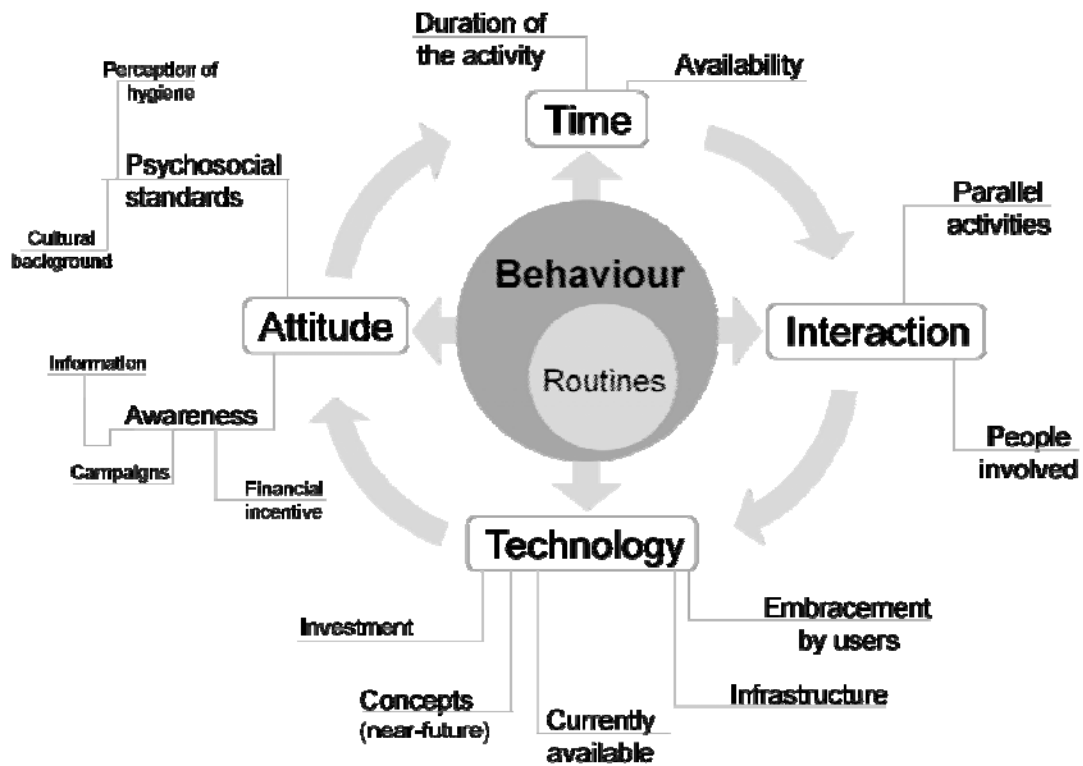 Duration of
the activity
Availability
Time
Perception of
hygiene
Psychosocial
standards
Cultural
background
Parallel
activities
Behaviour
Routines
Attitude
Interaction
Information
Awareness
Campaigns
Financial
incentive
People
involved
Technology
Investment
Embracement
by users
Concepts
(near-future)
Infrastructure
Currently
available